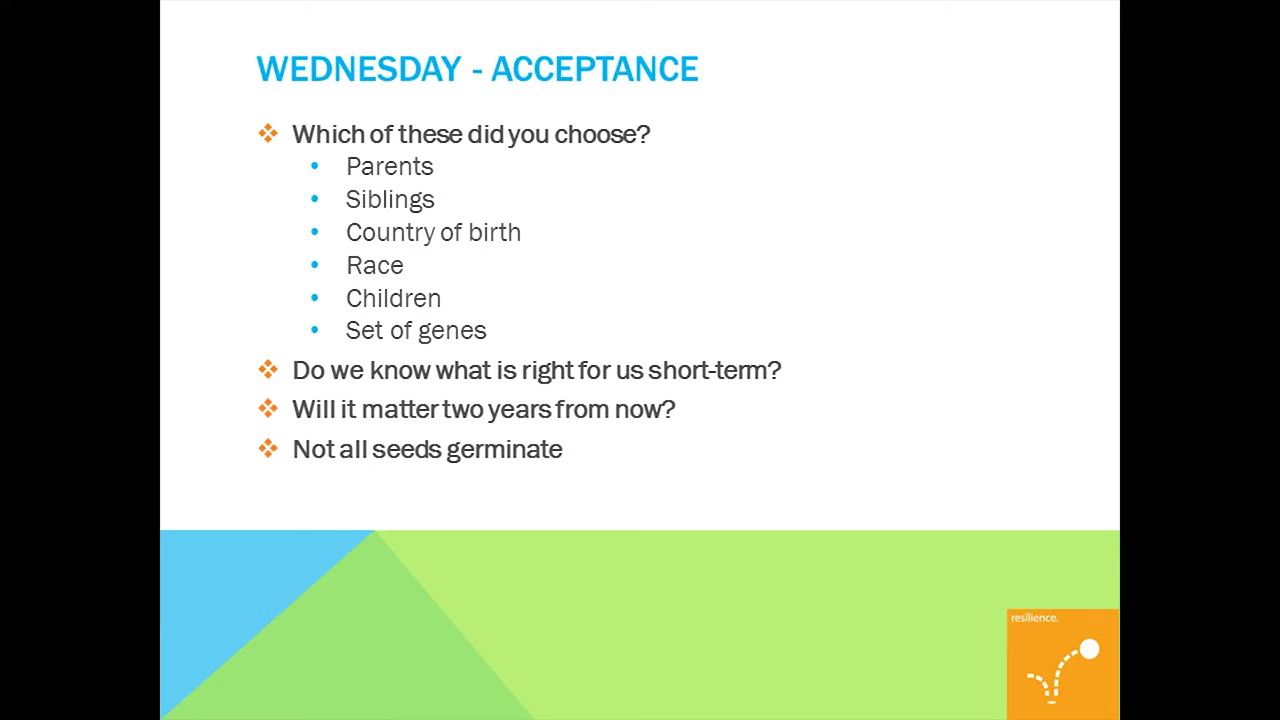 WEDNESDAY - ACCEPTANCE
Which of these did you choose?
Parents
Siblings
Country of birth
Race
Children
Set of genes
Do we know what is right for us short-term?
Will it matter two years from now?
Not all seeds germinate
resilience.